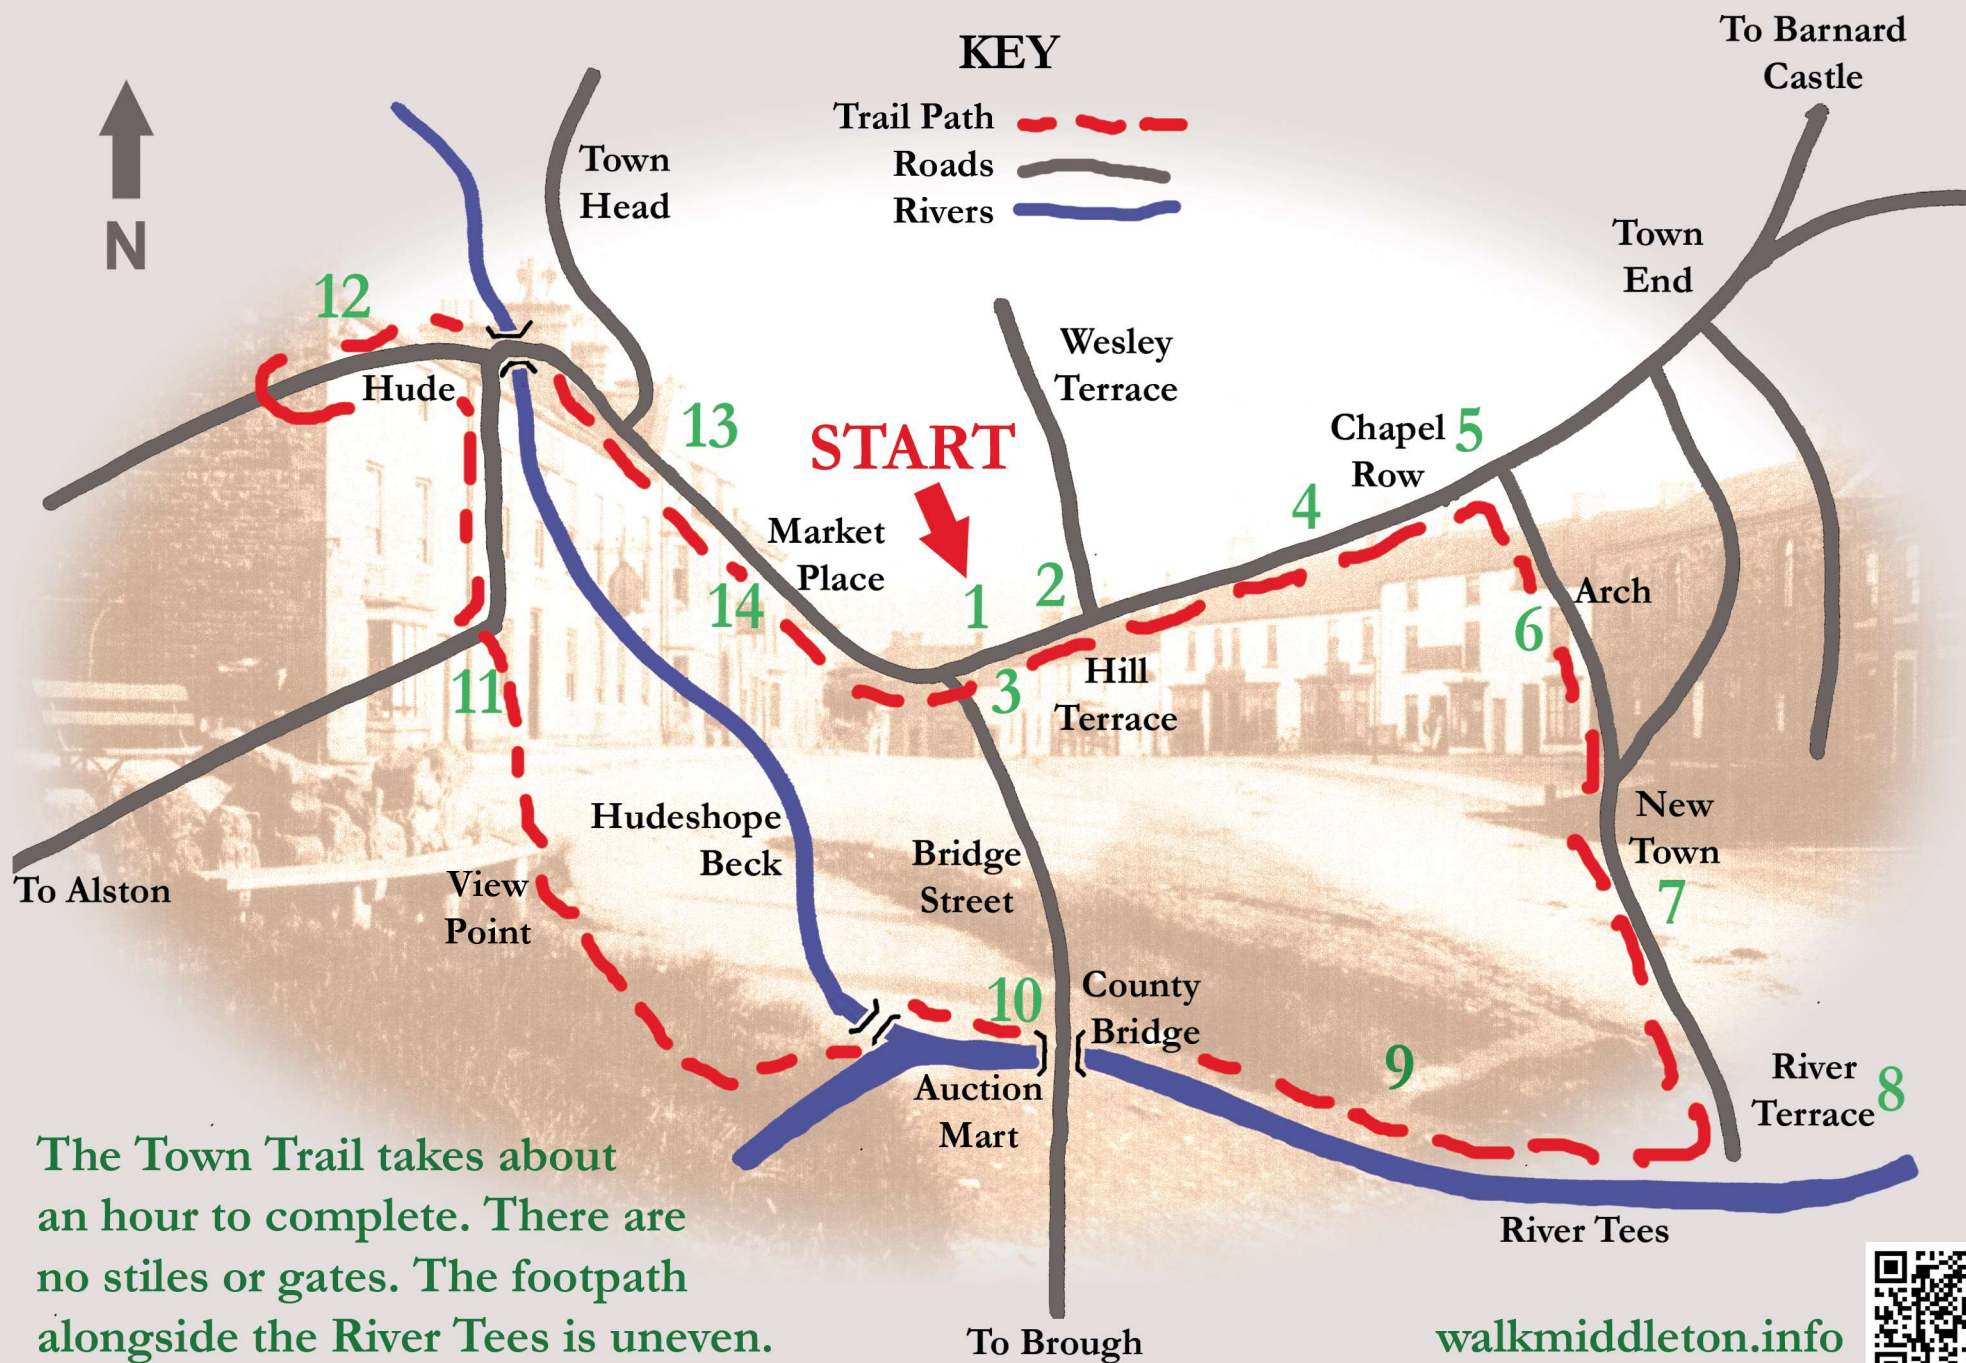 KEY
Trail Path
Roads
Rivers
To Barnard
Castle
N
Town
Head
Town
End
12
Hude
Wesley
Terrace
13
START
Chapel
Row
5
4
Market
Place
1
2
14
Arch
6
3
Hill
Terrace
11
Hudeshope
Beck
New
Town
7
To Alston
View
Point
Bridge
Street
10
County
Bridge
9
River
Terrace
8
Auction
Mart
River Tees
The Town Trail takes about
an hour to complete. There are
no stiles or gates. The footpath
alongside the River Tees is uneven.
To Brough
walkmiddleton.info